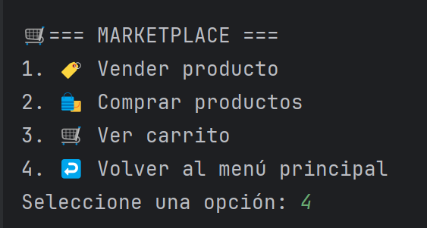 🛒=== MARKETPLACE ===
1. 🏷️ Vender producto
2. 🛍️ Comprar productos
3. 🛒 Ver carrito
4. ↩️ Volver al menú principal
Seleccione una opción: 4